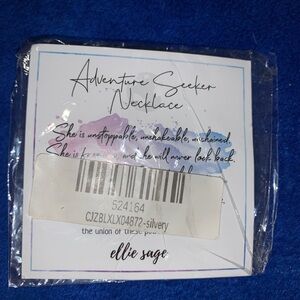 Adventure Seeker
Necklace
She is unstoppable, unshakeable, unchained.
She is
she will never look back.
524164
CJZBLXLX04872-silvery
the union of these
ellie sage